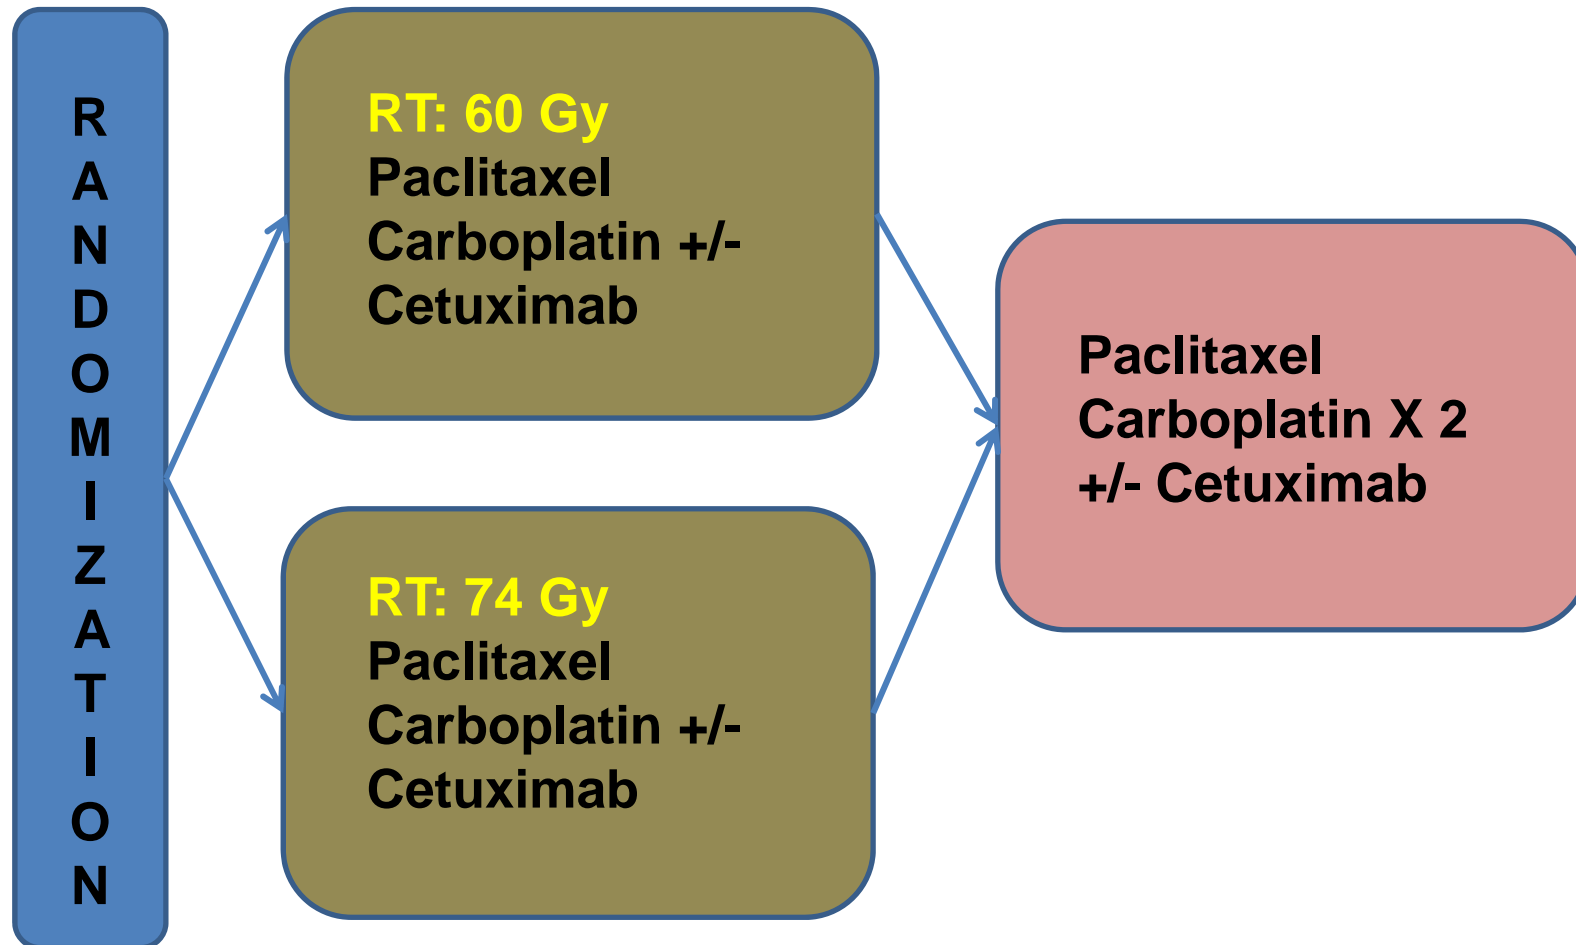 R
A
N
D
O
M
I
Z
A
T
I
O
N
RT: 60 Gy
Paclitaxel
Carboplatin +/-
Cetuximab
RT: 74 Gy
Paclitaxel
Carboplatin +/-
Cetuximab
Paclitaxel
Carboplatin X 2
+/- Cetuximab